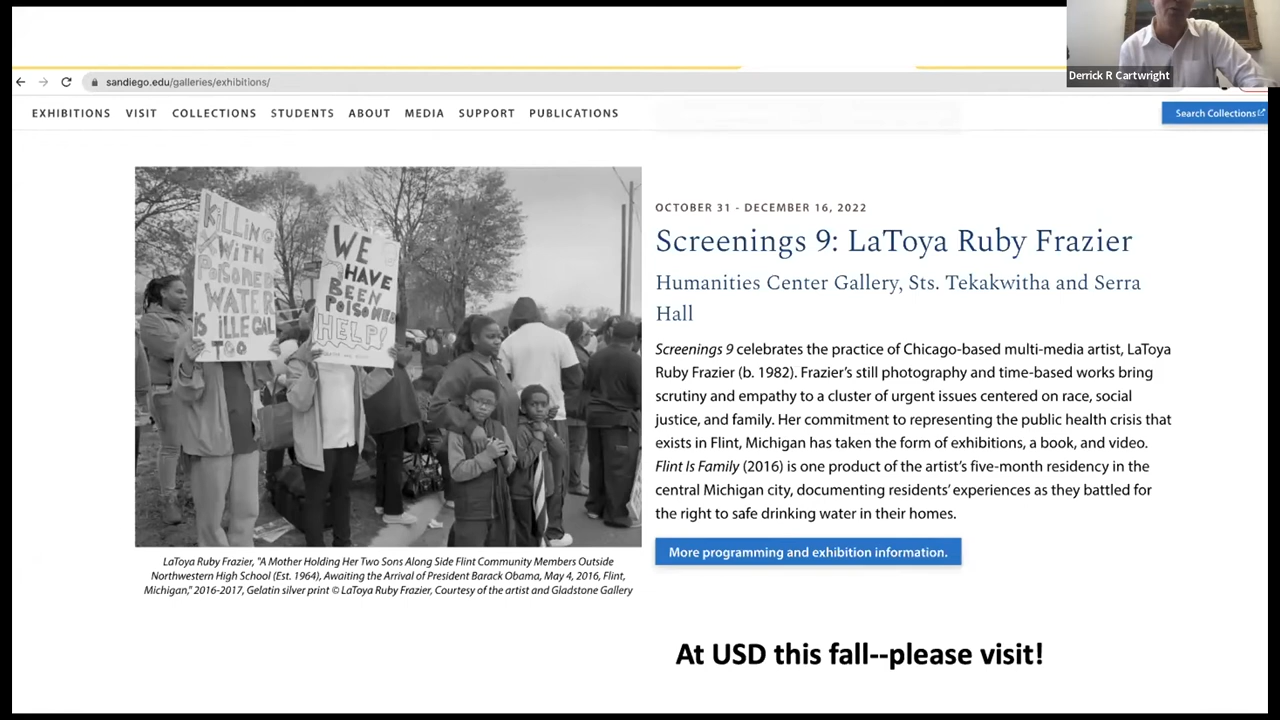 Derrick R Cartwright
sandiego.edu/galleries/exhibitions/
EXHIBITIONS VISIT COLLECTIONS STUDENTS ABOUT MEDIA SUPPORT PUBLICATIONS
Search Collections
KILLING
WITH
POISONED
WATER
IS ILLEGAL
TOO
WE
HAVE
BEEN
POISONED
HELP!
LaToya Ruby Frazier, "A Mother Holding Her Two Sons Along Side Flint Community Members Outside
Northwestern High School (Est. 1964), Awaiting the Arrival of President Barack Obama, May 4, 2016, Flint,
Michigan," 2016-2017, Gelatin silver print © LaToya Ruby Frazier, Courtesy of the artist and Gladstone Gallery
OCTOBER 31 - DECEMBER 16, 2022
Screenings 9: LaToya Ruby Frazier
Humanities Center Gallery, Sts. Tekakwitha and Serra
Hall
Screenings 9 celebrates the practice of Chicago-based multi-media artist, LaToya
Ruby Frazier (b. 1982). Frazier's still photography and time-based works bring
scrutiny and empathy to a cluster of urgent issues centered on race, social
justice, and family. Her commitment to representing the public health crisis that
exists in Flint, Michigan has taken the form of exhibitions, a book, and video.
Flint Is Family (2016) is one product of the artist's five-month residency in the
central Michigan city, documenting residents' experiences as they battled for
the right to safe drinking water in their homes.
More programming and exhibition information.
At USD this fall--please visit!